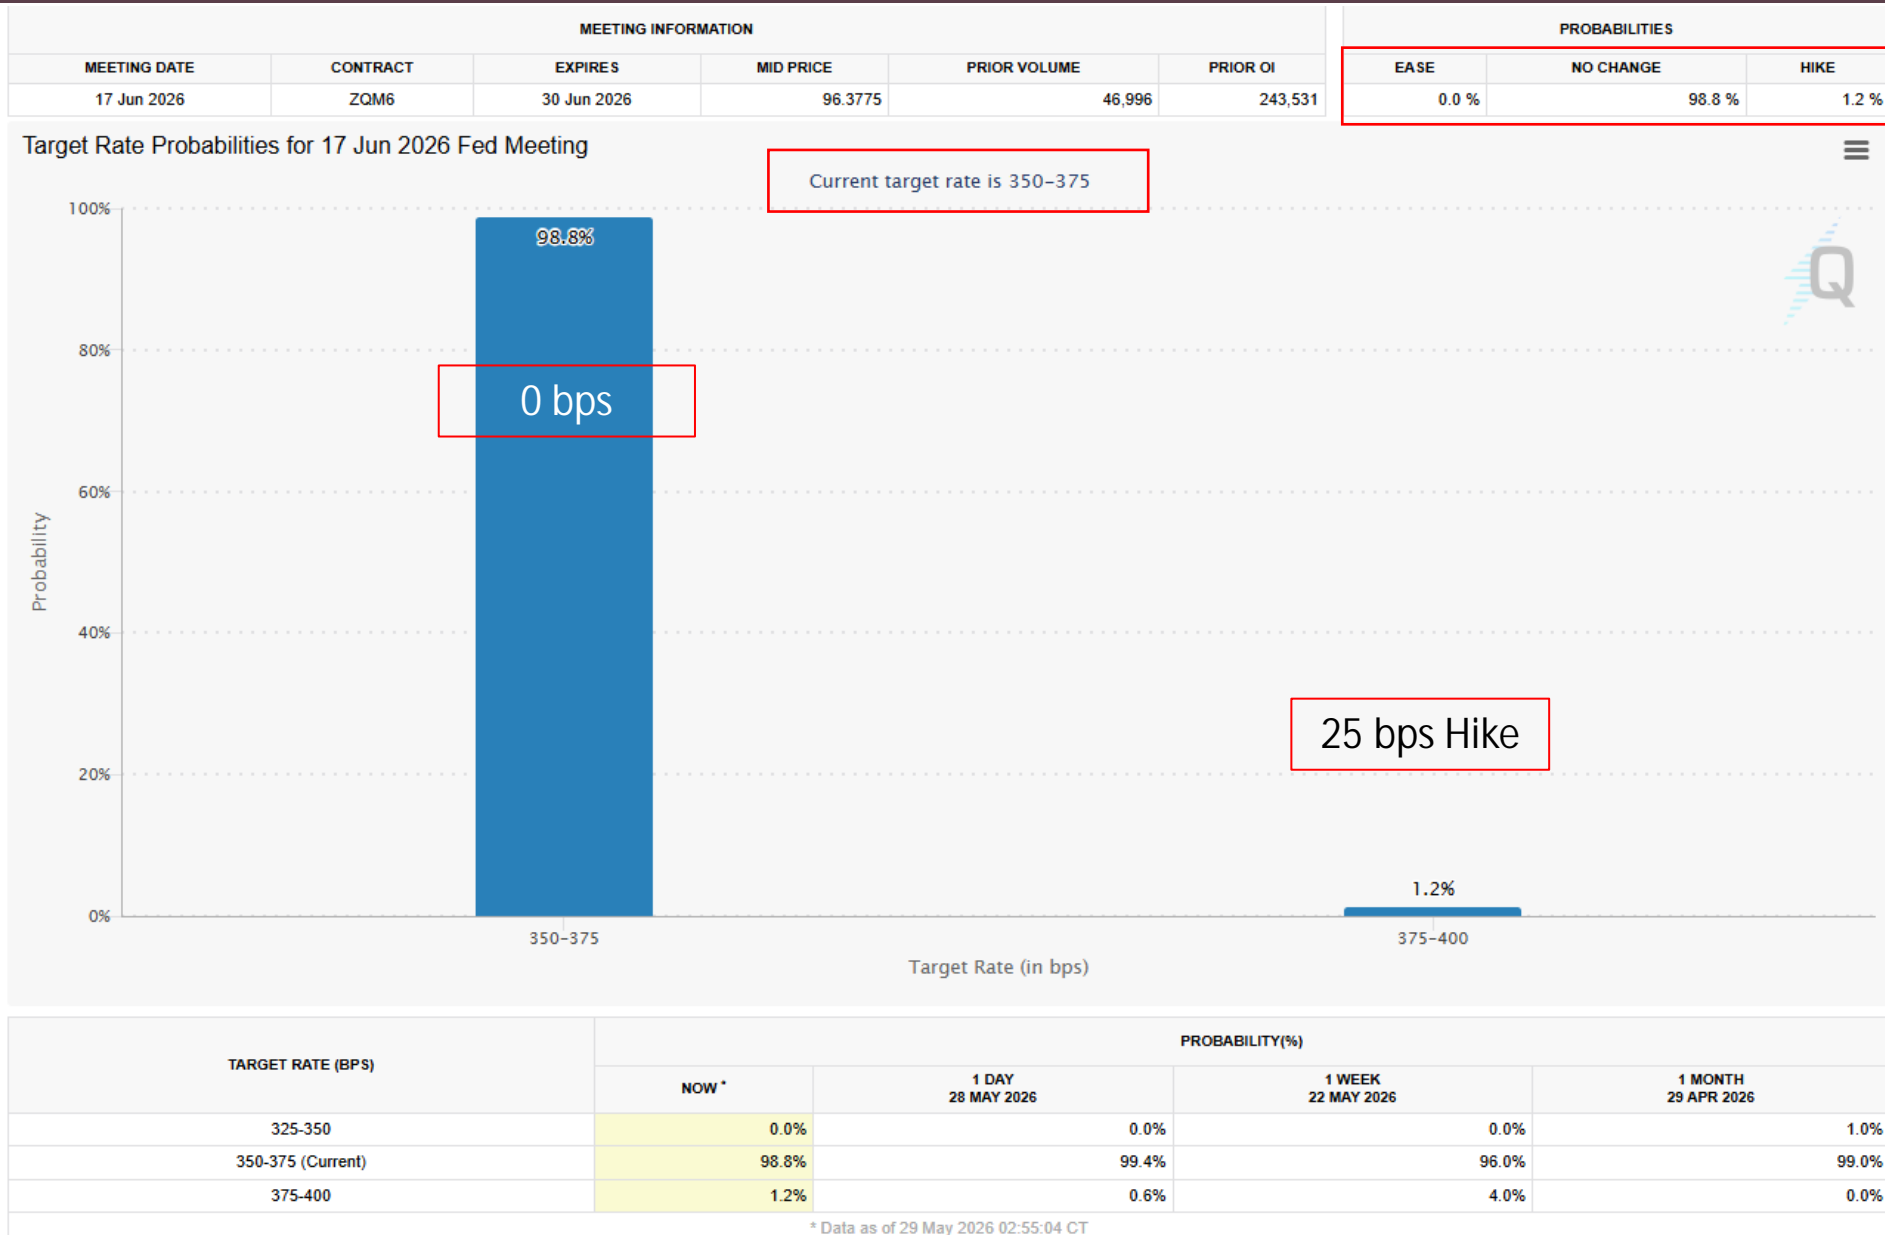 MEETING INFORMATION
MEETING DATE CONTRACT EXPIRES MID PRICE PRIOR VOLUME PRIOR OI
17 Jun 2026 ZQM6 30 Jun 2026 96.3775 46,996 243,531
PROBABILITIES
EASE NO CHANGE HIKE
0.0 % 98.8 % 1.2 %
Target Rate Probabilities for 17 Jun 2026 Fed Meeting
Current target rate is 350-375
100%
80%
60%
40%
20%
0%
Probability
98.8%
0 bps
25 bps Hike
1.2%
Q
350-375 375-400
Target Rate (in bps)
TARGET RATE (BPS) PROBABILITY(%)
NOW * 1 DAY 1 WEEK 1 MONTH
28 MAY 2026 22 MAY 2026 29 APR 2026
325-350 0.0% 0.0% 0.0% 1.0%
350-375 (Current) 98.8% 99.4% 96.0% 99.0%
375-400 1.2% 0.6% 4.0% 0.0%
* Data as of 29 May 2026 02:55:04 CT